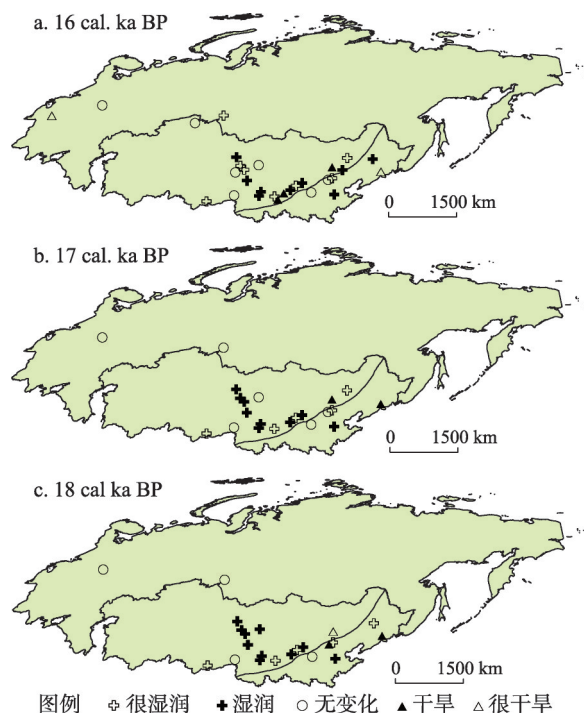 a. 16 cal. ka BP
0 1500 km
b. 17 cal. ka BP
0 1500 km
c. 18 cal ka BP
0 1500 km
图例 很湿润 湿润 无变化 干旱 很干旱